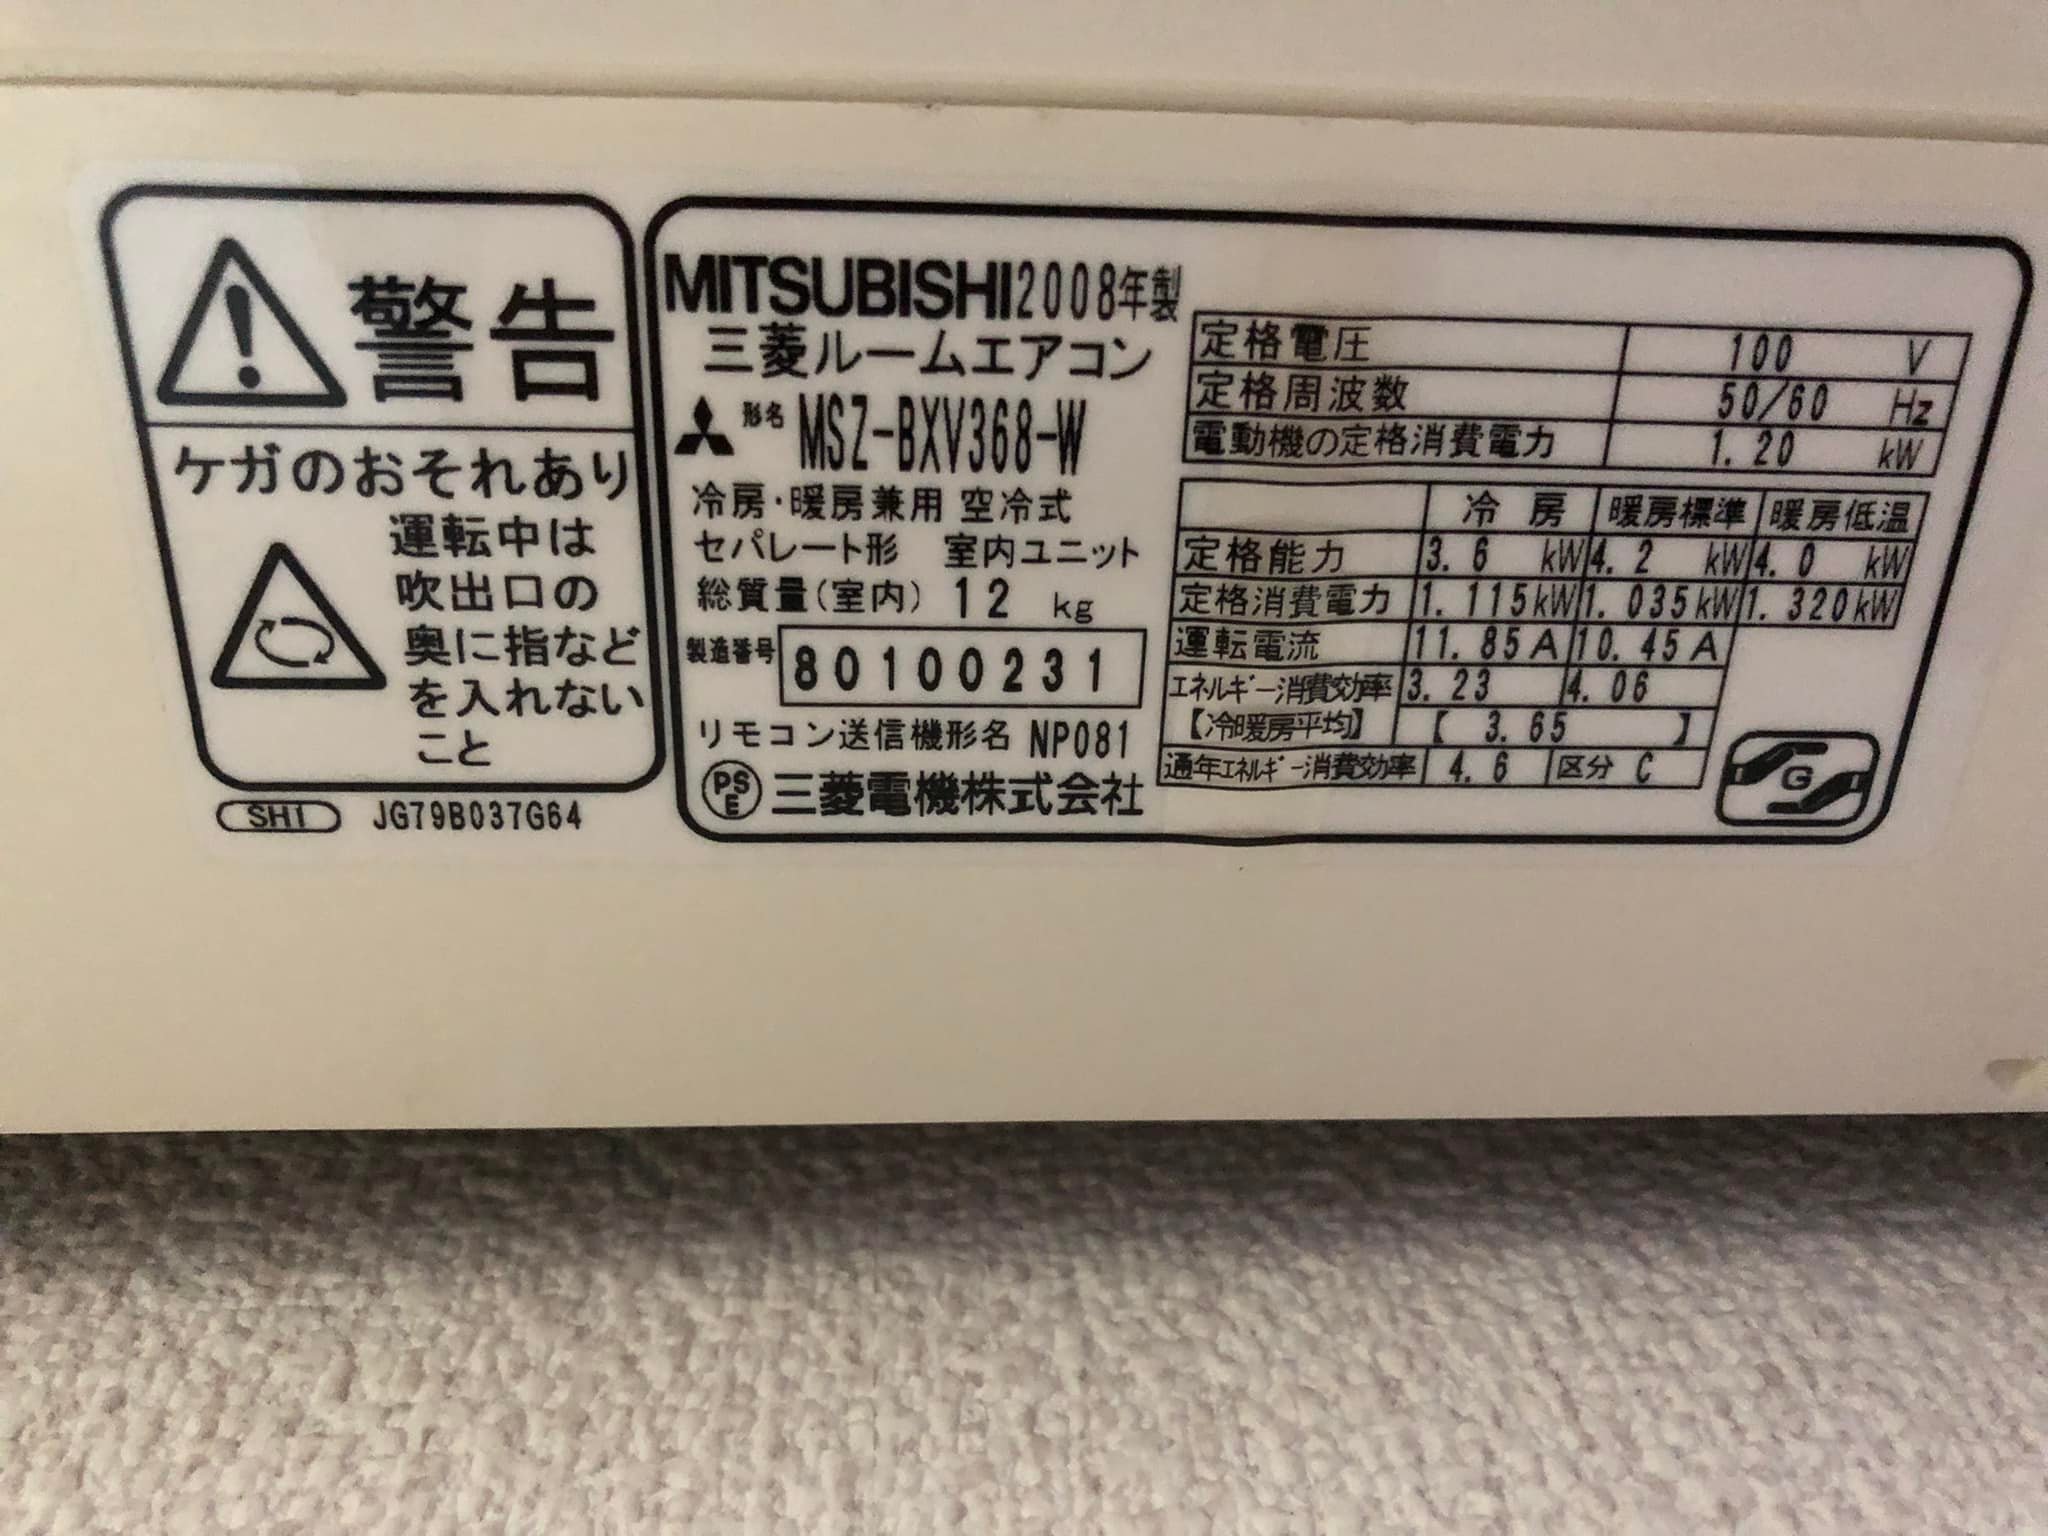 警告
ケガのおそれあり
運転中は
吹出口の
奥に指など
を入れない
こと
SHI JG79B037G64
MITSUBISHI 2008年製
三菱ルームエアコン
形名 MSZ-BXV368-W
冷房・暖房兼用 空冷式
セパレート形 室内ユニット
総質量(室内) 12 kg
製造番号 80100231
リモコン送信機形名 NP081
PSE 三菱電機株式会社
定格電圧 100 V
定格周波数 50/60 Hz
電動機の定格消費電力 1.20 kW
冷房 暖房標準 暖房低温
定格能力 3.6 kW 4.2 kW 4.0 kW
定格消費電力 1.115kW 1.035kW 1.320kW
運転電流 11.85A 10.45A
エネルギー消費効率 3.23 4.06
【冷暖房平均】 【 3.65 】
通年エネルギー消費効率 4.6 区分 C
G